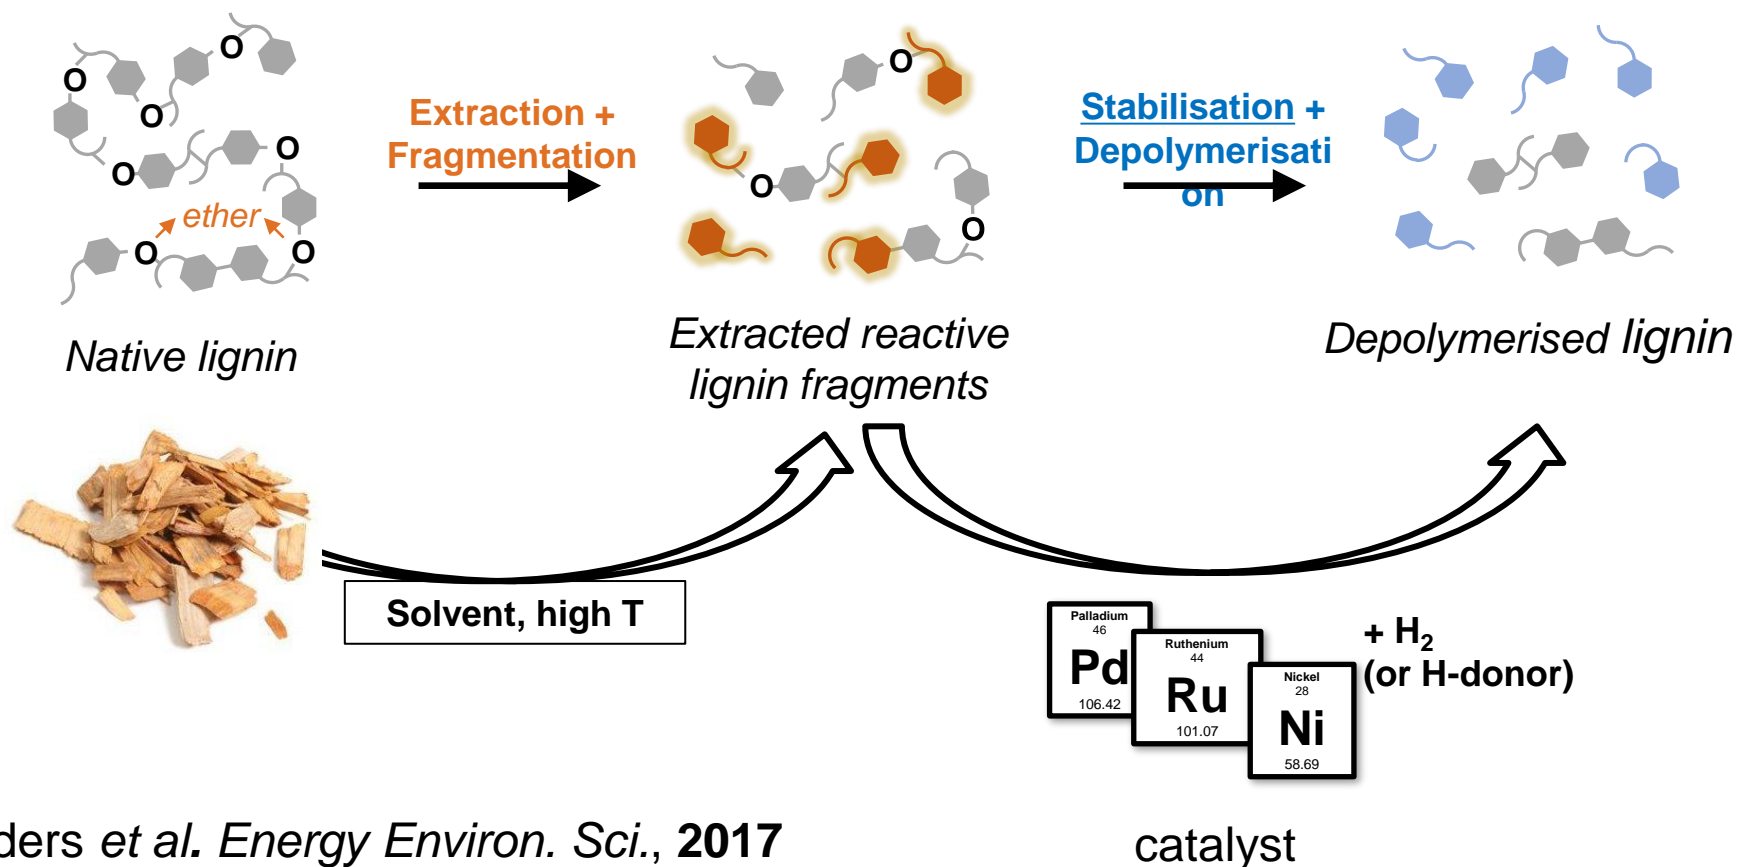 O
O
O
O
O
O
O
ether
O
Native lignin
Extraction +
Fragmentation
O
O
O
Extracted reactive
lignin fragments
Stabilisation +
Depolymerisati
on
Depolymerised lignin
Solvent, high T
Palladium
46
Pd
106.42
Ruthenium
44
Ru
101.07
Nickel
28
Ni
58.69
+ H₂
(or H-donor)
catalyst
ders et al. Energy Environ. Sci., 2017